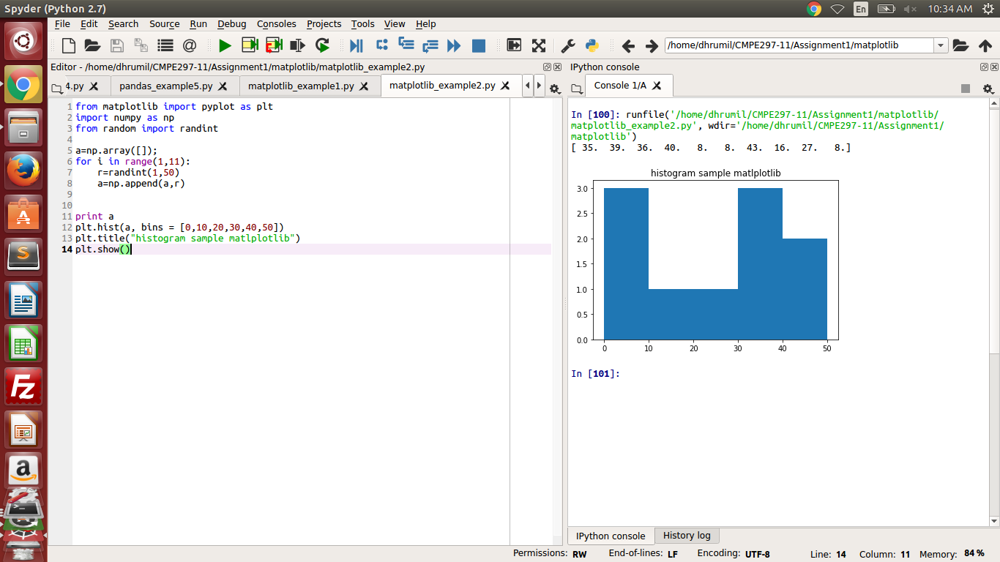 Spyder (Python 2.7)
En
10:34 AM
File Edit Search Source Run Debug Consoles Projects Tools View Help
@
/home/dhrumil/CMPE297-11/Assignment1/matplotlib
Editor - /home/dhrumil/CMPE297-11/Assignment1/matplotlib/matplotlib_example2.py
4.py
pandas_example5.py
matplotlib_example1.py
matplotlib_example2.py
1 from matplotlib import pyplot as plt
2 import numpy as np
3 from random import randint
4
5 a=np.array([]);
6 for i in range(1,11):
7     r=randint(1,50)
8     a=np.append(a,r)
9
10
11 print a
12 plt.hist(a, bins = [0,10,20,30,40,50])
13 plt.title("histogram sample matlplotlib")
14 plt.show()
IPython console
Console 1/A
In [100]: runfile('/home/dhrumil/CMPE297-11/Assignment1/matplotlib/
matplotlib_example2.py', wdir='/home/dhrumil/CMPE297-11/Assignment1/
matplotlib')
[ 35.  39.  36.  40.   8.   8.  43.  16.  27.   8.]
histogram sample matlplotlib
3.0
2.5
2.0
1.5
1.0
0.5
0.0
0 10 20 30 40 50
In [101]:
IPython console
History log
Permissions: RW End-of-lines: LF Encoding: UTF-8 Line: 14 Column: 11 Memory: 84 %
S
Fz
A
a